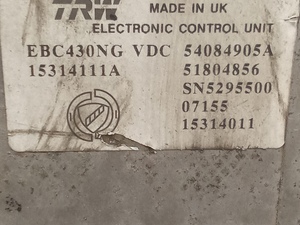 TRW MADE IN UK
ELECTRONIC CONTROL UNIT
EBC430NG VDC 54084905A
15314111A 51804856
SN5295500
07155
15314011